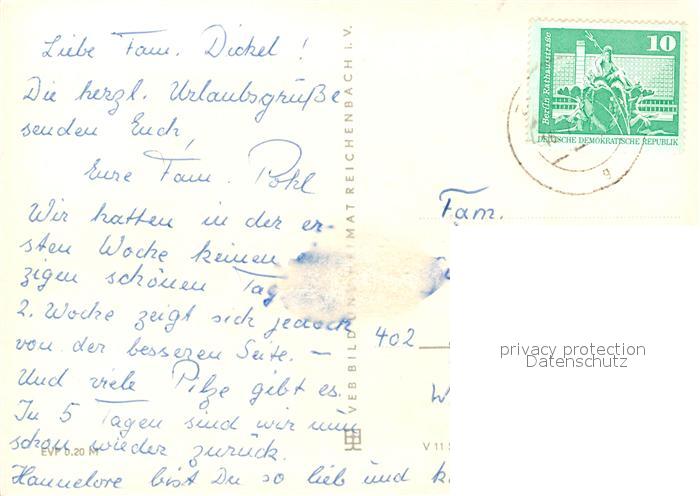 Liebe Fam. Dickel!
Die herzl. Urlaubsgrüße
senden Euch,
Eure Fam. Pohl
Wir hatten in der er-
sten Woche keinen
zigen schönen Tag
2. Woche zeigt sich jedoch
von der besseren Seite. —
Und viele Pilze gibt es.
In 5 Tagen sind wir nun
schon wieder zurück.
Hannelore bist Du so lieb und
EVP 0.20 M
VEB BILD UND HEIMAT REICHENBACH I. V.
V 11
10
Berlin, Rathausstraße
DEUTSCHE DEMOKRATISCHE REPUBLIK
g
Fam.
402
W
privacy protection
Datenschutz